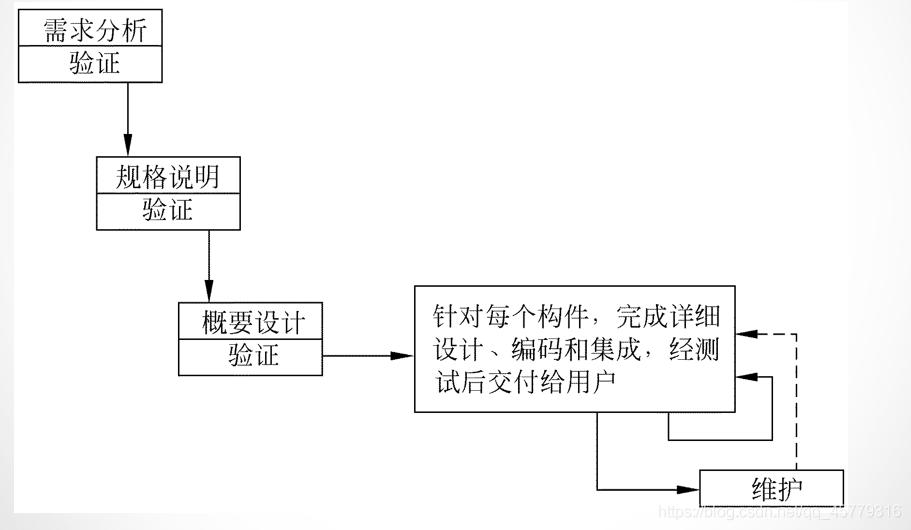 需求分析
验证
规格说明
验证
概要设计
验证
针对每个构件，完成详细
设计、编码和集成，经测
试后交付给用户
维护
https://blog.csdn.net/qq_45779316